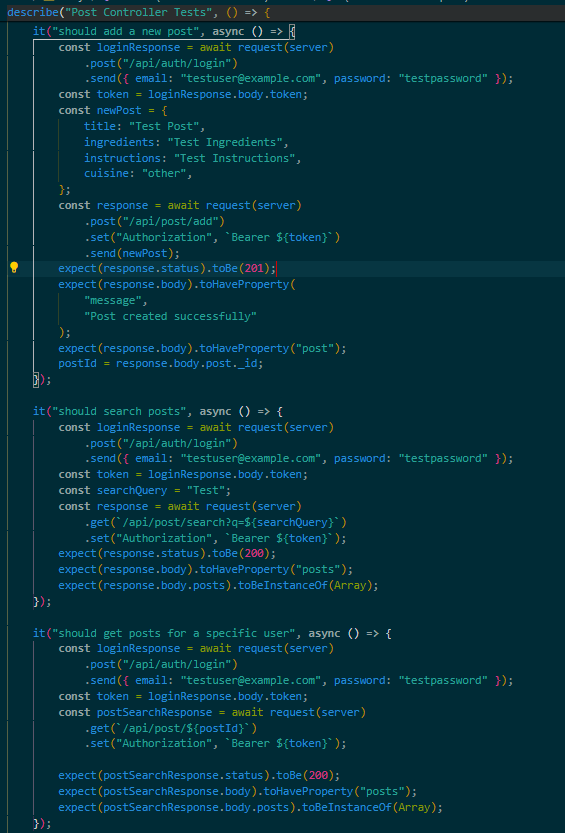 describe("Post Controller Tests", () => {
it("should add a new post", async () => {
const loginResponse = await request(server)
.post("/api/auth/login")
.send({ email: "testuser@example.com", password: "testpassword" });
const token = loginResponse.body.token;
const newPost = {
title: "Test Post",
ingredients: "Test Ingredients",
instructions: "Test Instructions",
cuisine: "other",
};
const response = await request(server)
.post("/api/post/add")
.set("Authorization", `Bearer ${token}`)
.send(newPost);
expect(response.status).toBe(201);
expect(response.body).toHaveProperty(
"message",
"Post created successfully"
);
expect(response.body).toHaveProperty("post");
postId = response.body.post._id;
});
it("should search posts", async () => {
const loginResponse = await request(server)
.post("/api/auth/login")
.send({ email: "testuser@example.com", password: "testpassword" });
const token = loginResponse.body.token;
const searchQuery = "Test";
const response = await request(server)
.get(`/api/post/search?q=${searchQuery}`)
.set("Authorization", `Bearer ${token}`);
expect(response.status).toBe(200);
expect(response.body).toHaveProperty("posts");
expect(response.body.posts).toBeInstanceOf(Array);
});
it("should get posts for a specific user", async () => {
const loginResponse = await request(server)
.post("/api/auth/login")
.send({ email: "testuser@example.com", password: "testpassword" });
const token = loginResponse.body.token;
const postSearchResponse = await request(server)
.get(`/api/post/${postId}`)
.set("Authorization", `Bearer ${token}`);
expect(postSearchResponse.status).toBe(200);
expect(postSearchResponse.body).toHaveProperty("posts");
expect(postSearchResponse.body.posts).toBeInstanceOf(Array);
});